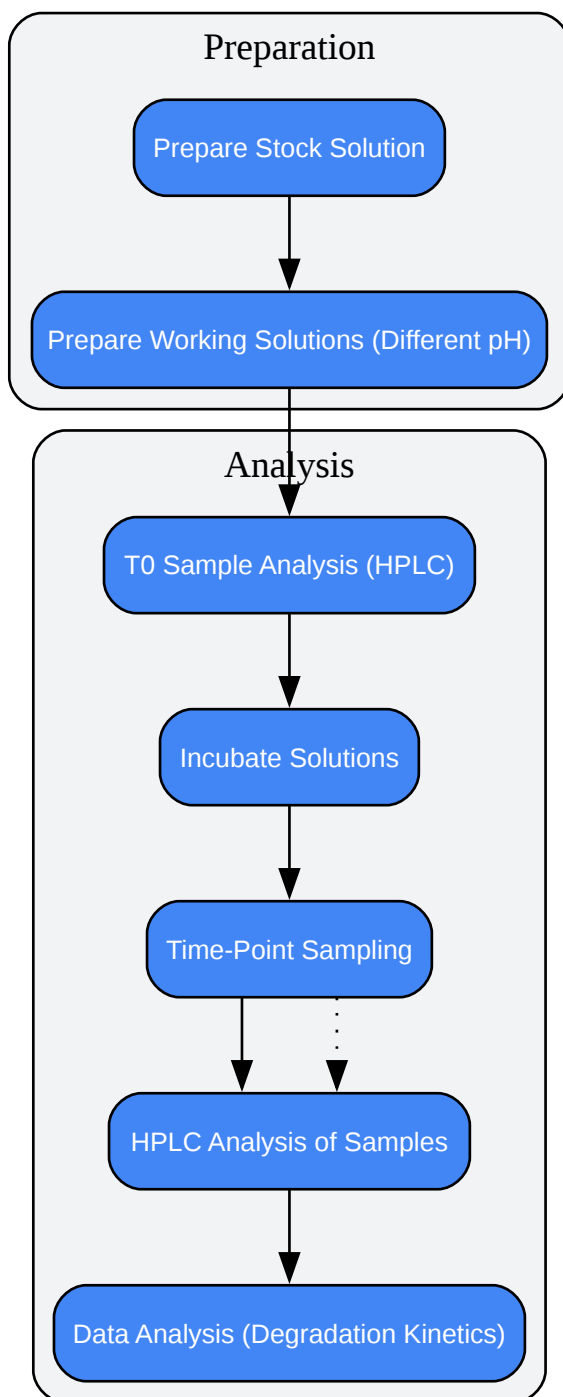 Preparation
Prepare Stock Solution
Prepare Working Solutions (Different pH)
Analysis
T0 Sample Analysis (HPLC)
Incubate Solutions
Time-Point Sampling
HPLC Analysis of Samples
Data Analysis (Degradation Kinetics)